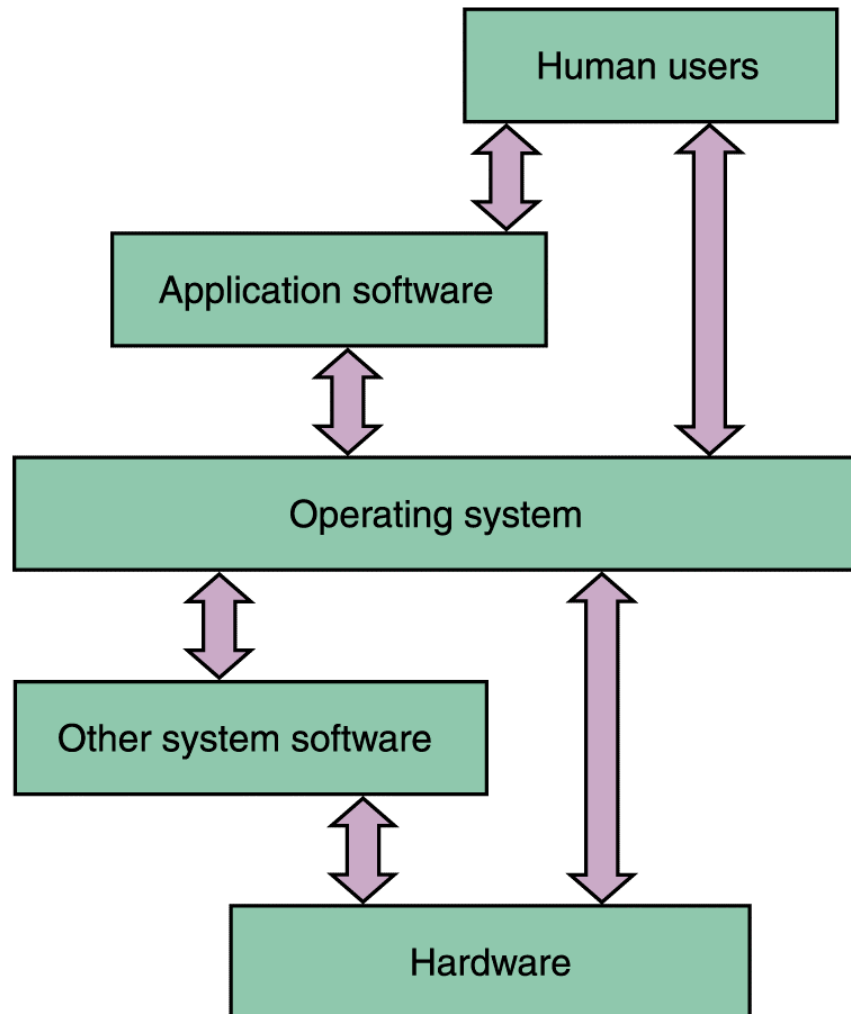 Human users
Application software
Operating system
Other system software
Hardware